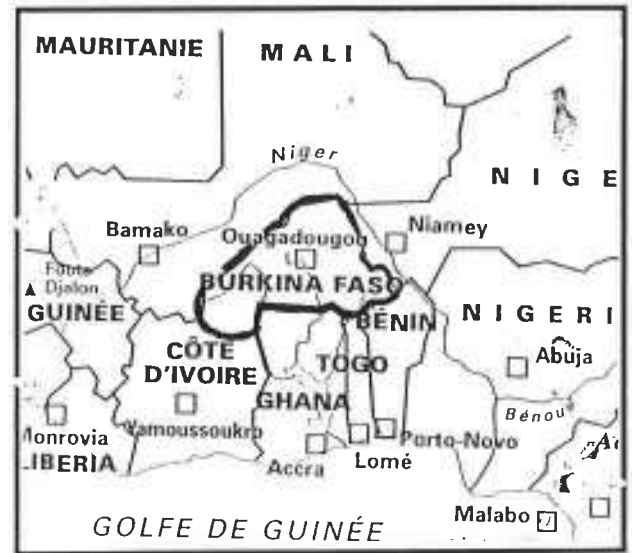 MAURITANIE
MALI
Niger
NIGE
Bamako
Ouagadougou
Niamey
Fouta
Djalon
BURKINA FASO
GUINÉE
BÉNIN
NIGERI
CÔTE
D'IVOIRE
TOGO
Abuja
GHANA
Bénou
Monrovia
Yamoussoukro
Porto-Novo
LIBERIA
Accra
Lomé
Malabo
GOLFE DE GUINÉE